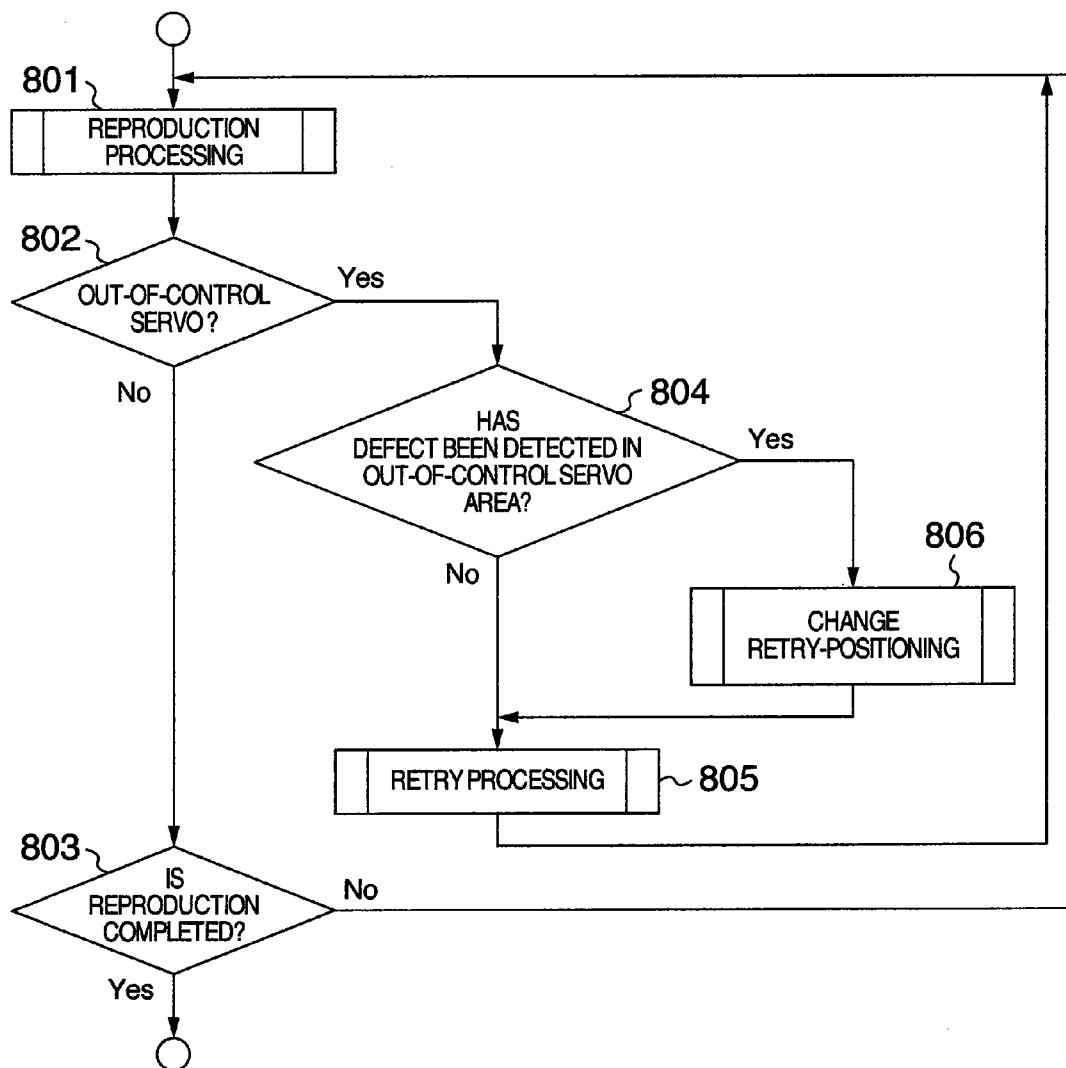 801
REPRODUCTION
PROCESSING
802
OUT-OF-CONTROL
SERVO?
Yes
No
804
HAS
DEFECT BEEN DETECTED IN
OUT-OF-CONTROL SERVO
AREA?
Yes
No
806
CHANGE
RETRY-POSITIONING
RETRY PROCESSING
805
803
IS
REPRODUCTION
COMPLETED?
No
Yes